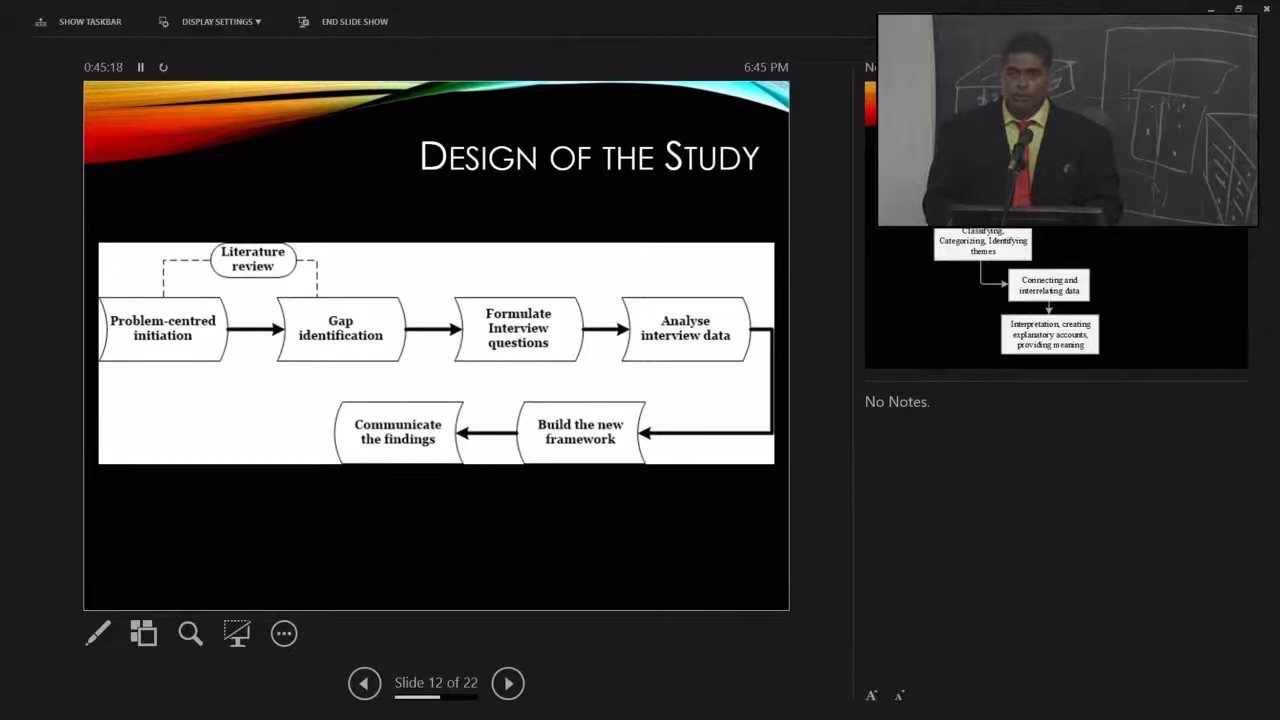 SHOW TASKBAR
DISPLAY SETTINGS
END SLIDE SHOW
0:45:18
6:45 PM
DESIGN OF THE STUDY
Literature
review
Problem-centred
initiation
Gap
identification
Formulate
Interview
questions
Analyse
interview data
Communicate
the findings
Build the new
framework
Slide 12 of 22
Classifying,
Categorizing, Identifying
themes
Connecting and
interrelating data
Interpretation, creating
explanatory accounts,
providing meaning
No Notes.
A
A